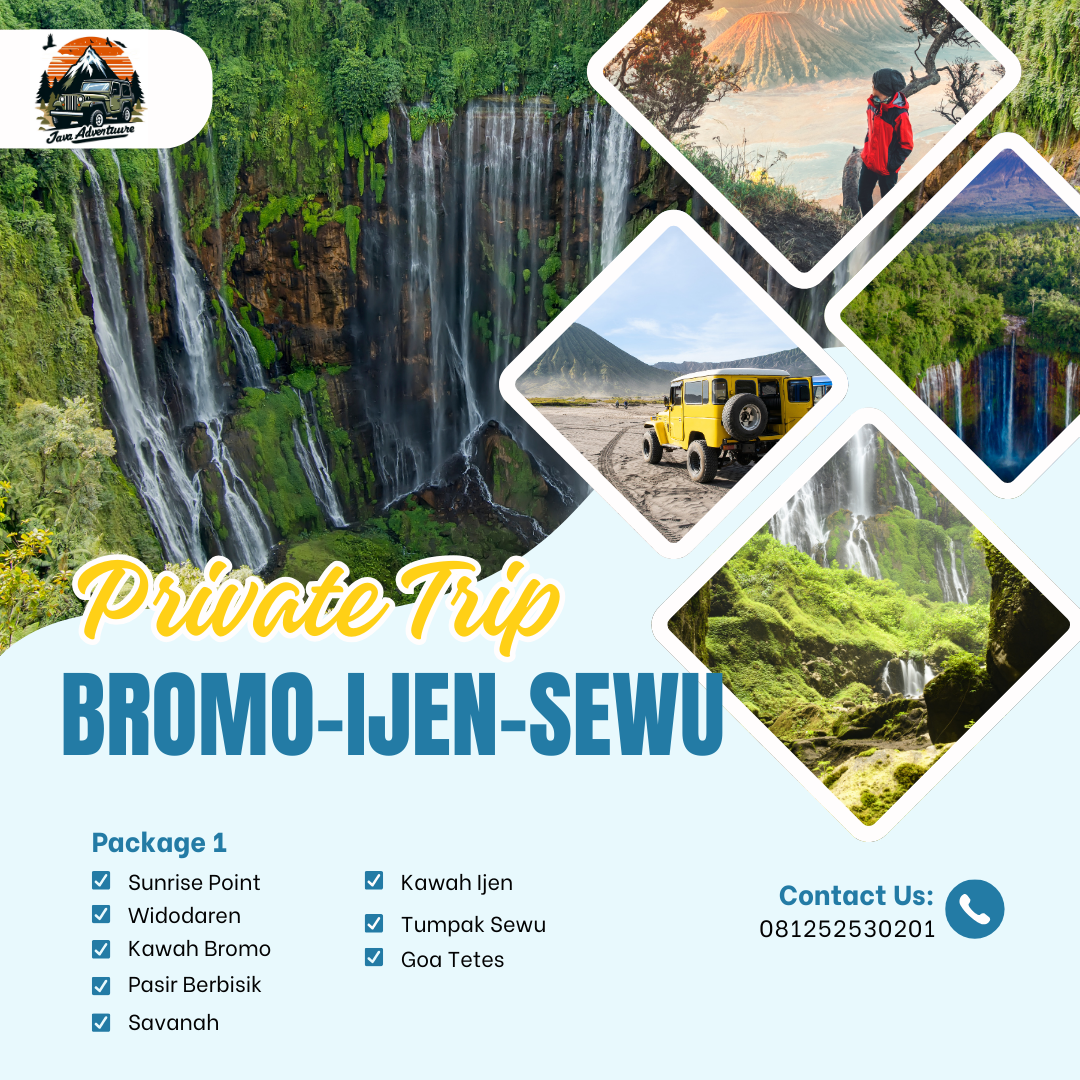 Java Adventuure
Private Trip
BROMO-IJEN-SEWU
Package 1
Sunrise Point
Widodaren
Kawah Bromo
Pasir Berbisik
Savanah
Kawah Ijen
Tumpak Sewu
Goa Tetes
Contact Us:
081252530201